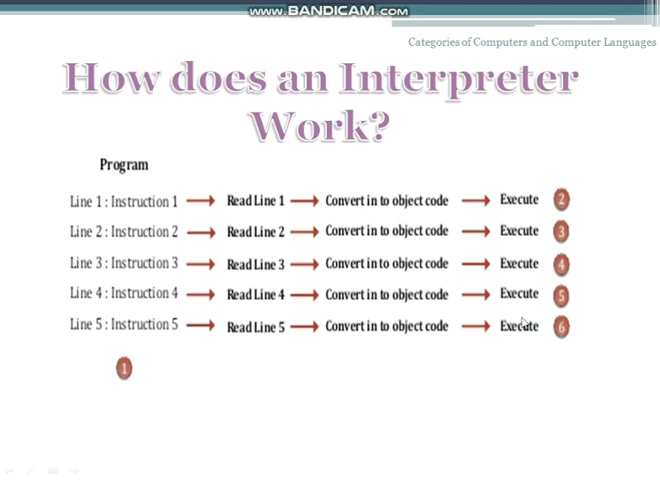 www.BANDICAM.com
Categories of Computers and Computer Languages
How does an Interpreter
Work?
Program
Line 1 : Instruction 1 Read Line 1 Convert in to object code Execute 2
Line 2 : Instruction 2 Read Line 2 Convert in to object code Execute 3
Line 3 : Instruction 3 Read Line 3 Convert in to object code Execute 4
Line 4 : Instruction 4 Read Line 4 Convert in to object code Execute 5
Line 5 : Instruction 5 Read Line 5 Convert in to object code Execute 6
1